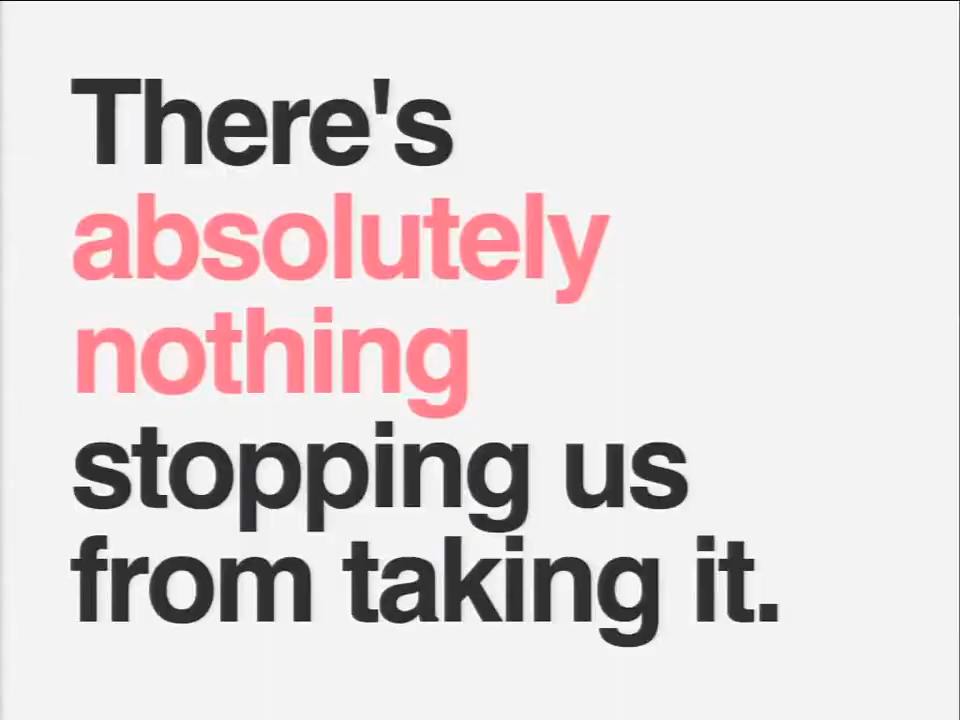 There's
absolutely
nothing
stopping us
from taking it.